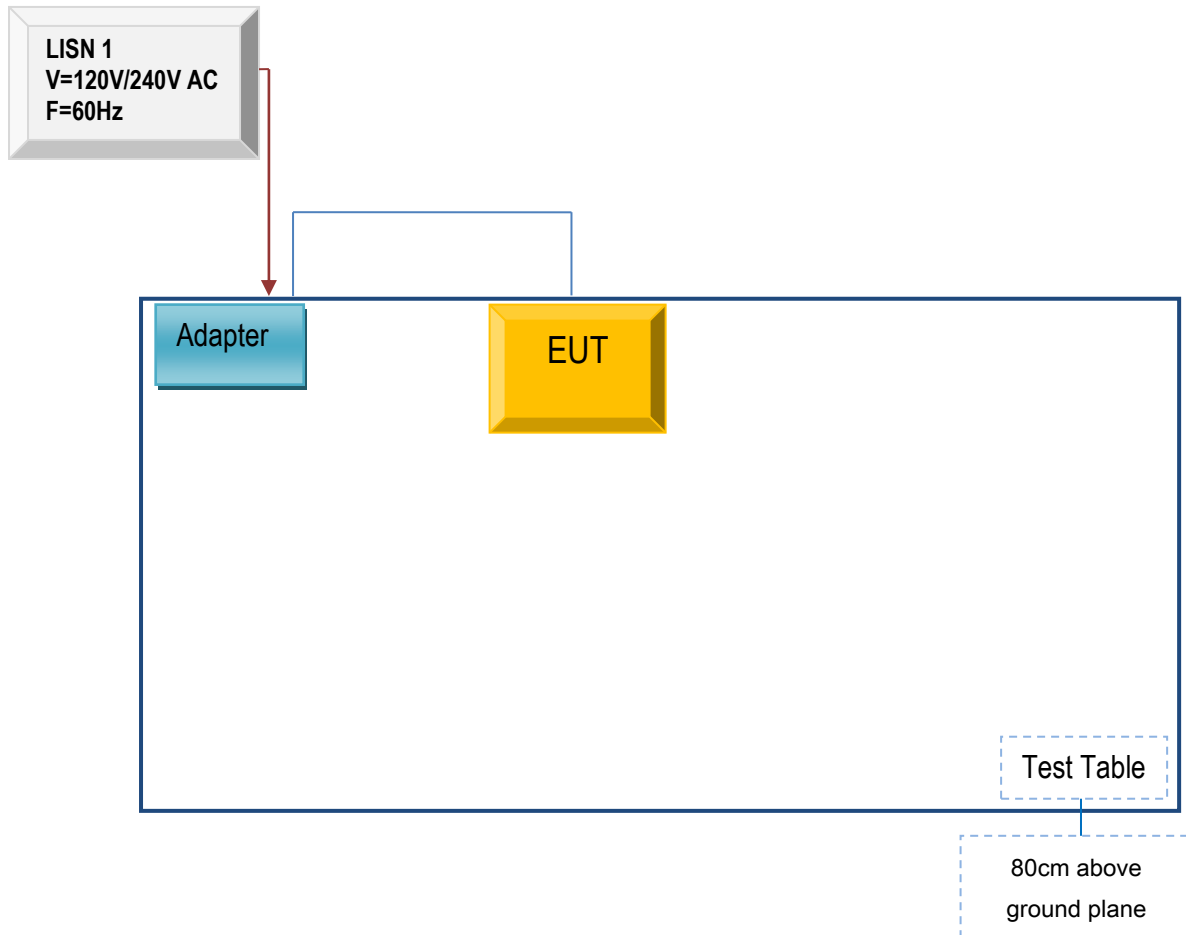 LISN 1
V=120V/240V AC
F=60Hz
Adapter
EUT
Test Table
80cm above
ground plane